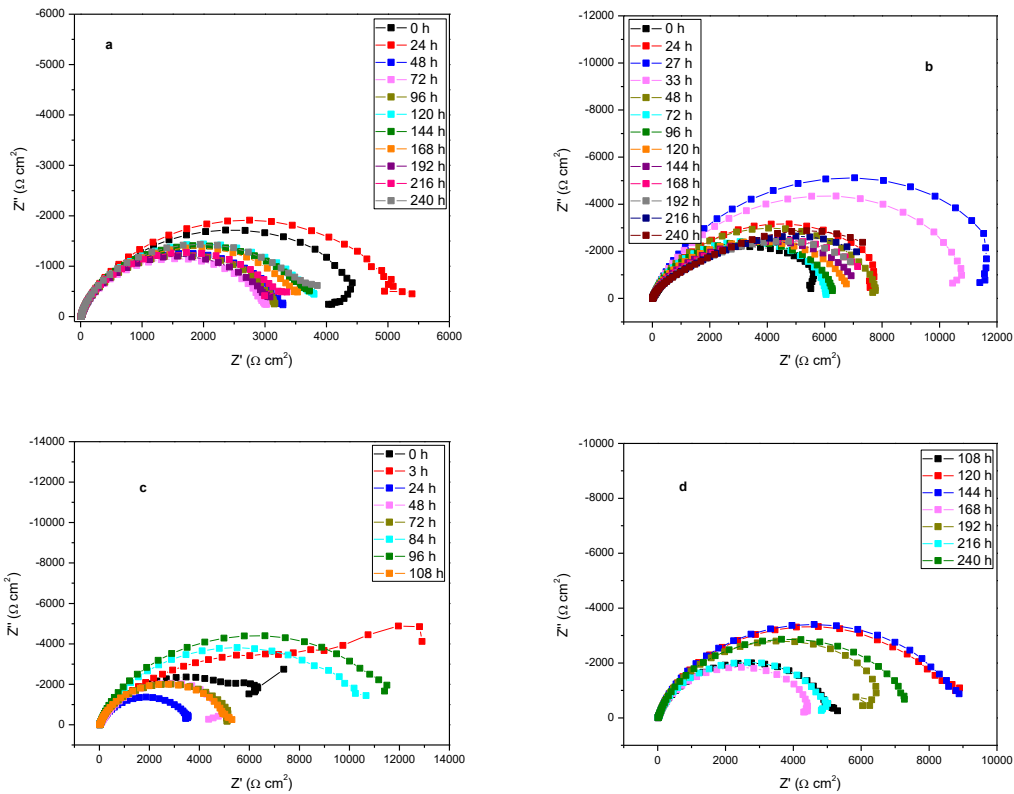 a
-6000
-5000
-4000
-3000
-2000
-1000
0
0 1000 2000 3000 4000 5000 6000
Z'' (Ω cm²)
Z' (Ω cm²)
0 h
24 h
48 h
72 h
96 h
120 h
144 h
168 h
192 h
216 h
240 h
b
-12000
-10000
-8000
-6000
-4000
-2000
0
0 2000 4000 6000 8000 10000 12000
Z'' (Ω cm²)
Z' (Ω cm²)
0 h
24 h
27 h
33 h
48 h
72 h
96 h
120 h
144 h
168 h
192 h
216 h
240 h
c
-14000
-12000
-10000
-8000
-6000
-4000
-2000
0
0 2000 4000 6000 8000 10000 12000 14000
Z'' (Ω cm²)
Z' (Ω cm²)
0 h
3 h
24 h
48 h
72 h
84 h
96 h
108 h
d
-10000
-8000
-6000
-4000
-2000
0
0 2000 4000 6000 8000 10000
Z'' (Ω cm²)
Z' (Ω cm²)
108 h
120 h
144 h
168 h
192 h
216 h
240 h